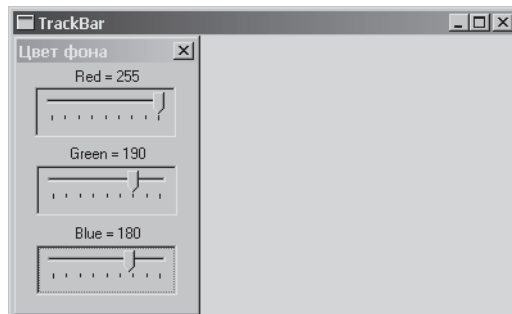 TrackBar
Цвет фона
Red = 255
Green = 190
Blue = 180